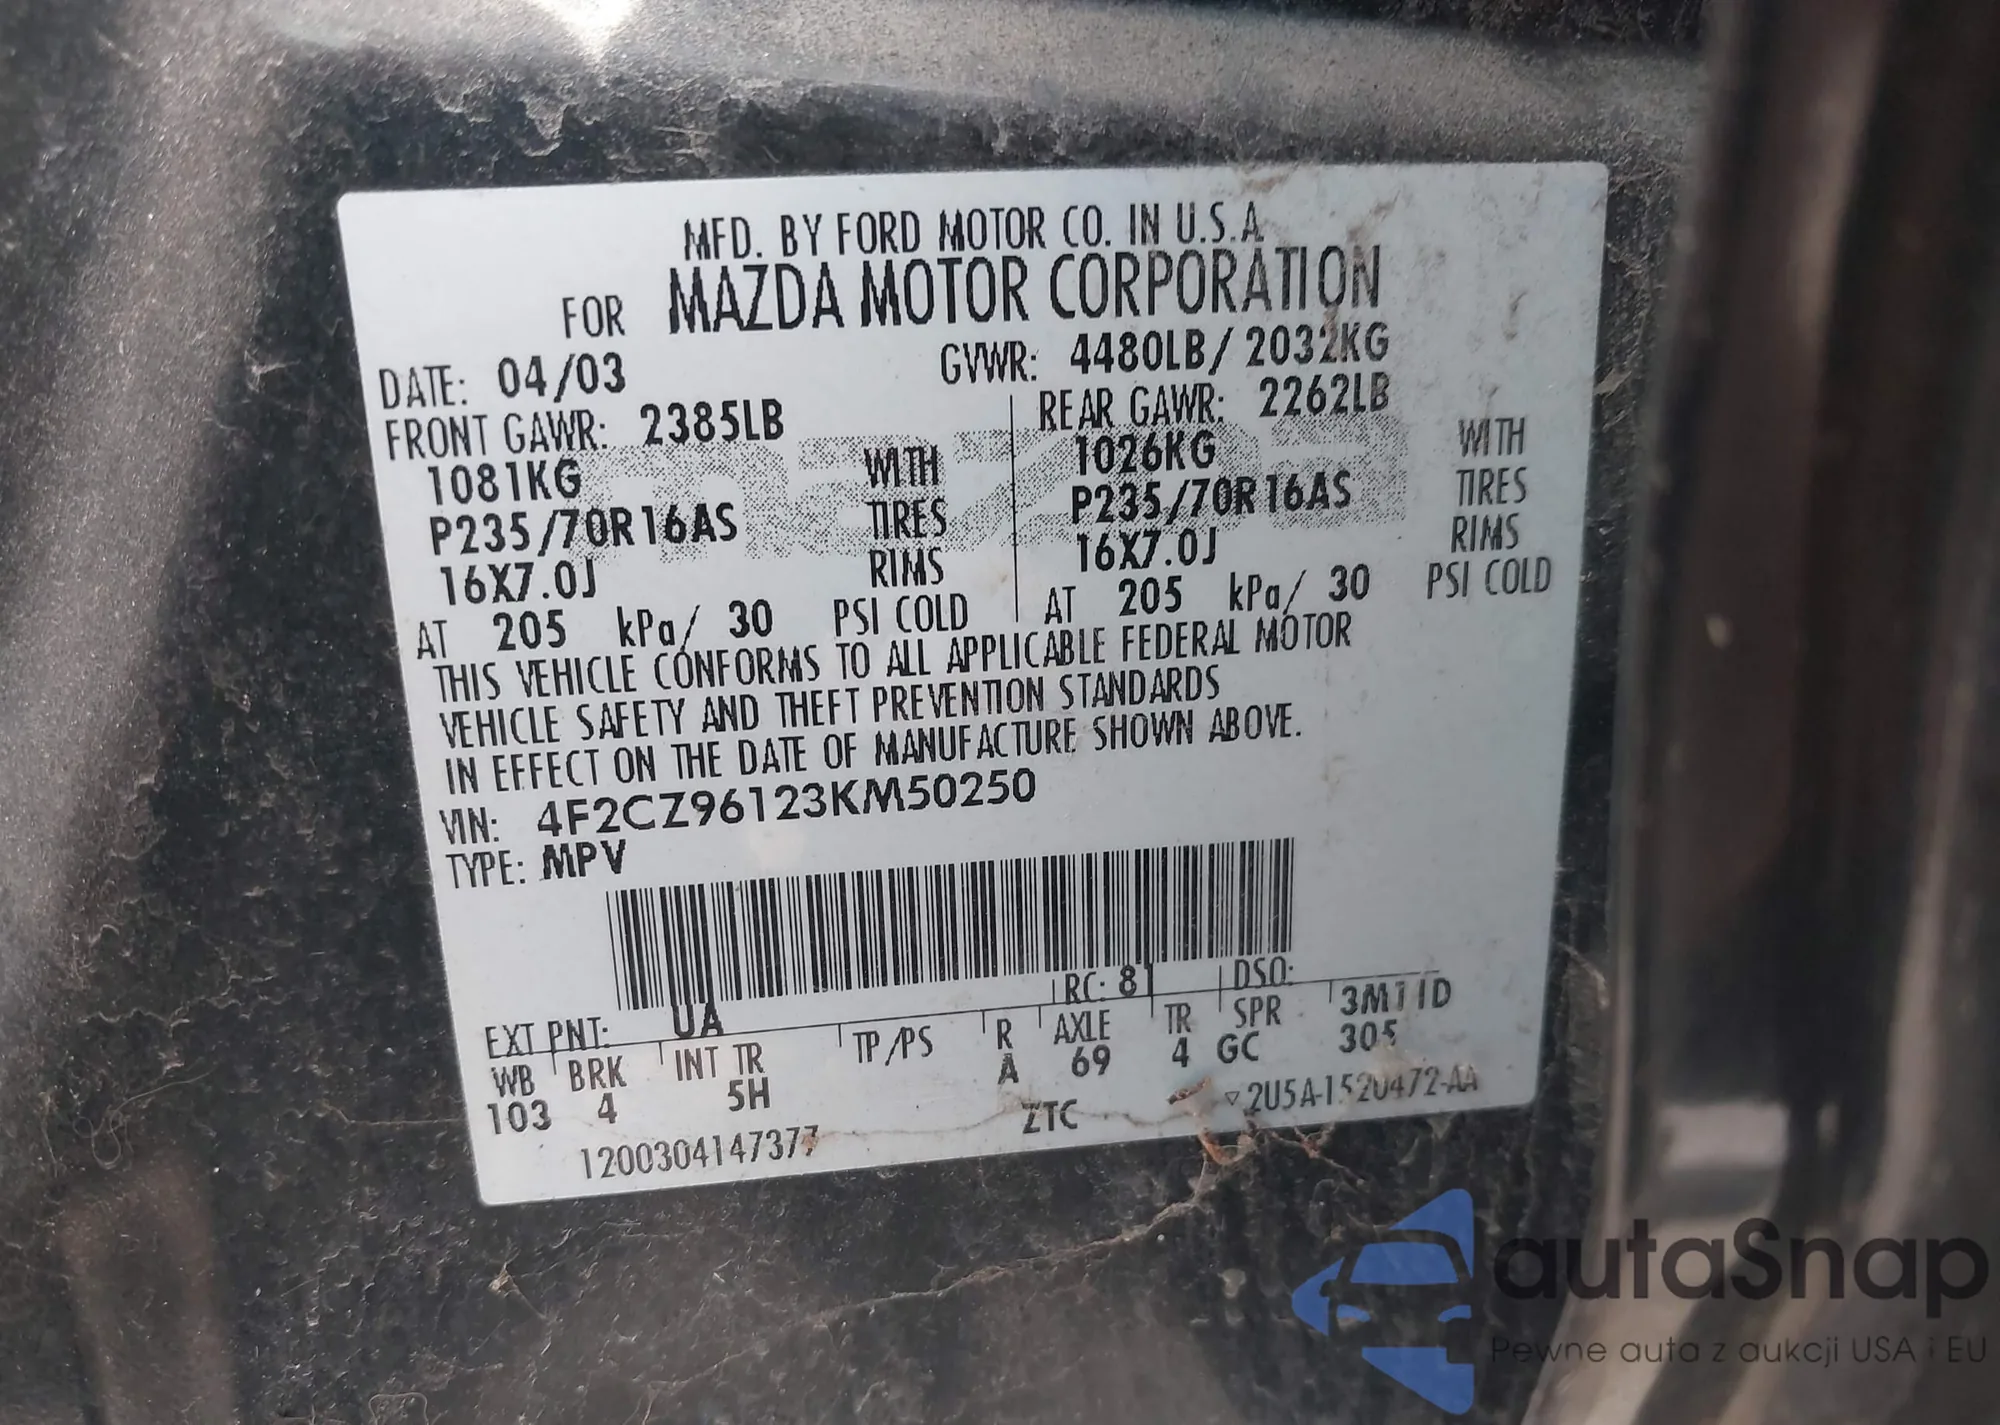 MFD. BY FORD MOTOR CO. IN U.S.A
FOR MAZDA MOTOR CORPORATION
DATE: 04/03 GVWR: 4480LB/ 2032KG
FRONT GAWR: 2385LB REAR GAWR: 2262LB
1081KG WITH 1026KG WITH
P235/70R16AS TIRES P235/70R16AS TIRES
16X7.0J RIMS 16X7.0J RIMS
AT 205 kPa/ 30 PSI COLD AT 205 kPa/ 30 PSI COLD
THIS VEHICLE CONFORMS TO ALL APPLICABLE FEDERAL MOTOR
VEHICLE SAFETY AND THEFT PREVENTION STANDARDS
IN EFFECT ON THE DATE OF MANUFACTURE SHOWN ABOVE.
VIN: 4F2CZ96123KM50250
TYPE: MPV
EXT PNT: UA RC: 81 DSO:
WB BRK INT TR TP/PS R AXLE TR SPR 3M11D
103 4 5H A 69 4 GC 305
1200304147377 ZTC ▽2U5A-1520472-AA
autaSnap
Pewne auta z aukcji USA i EU